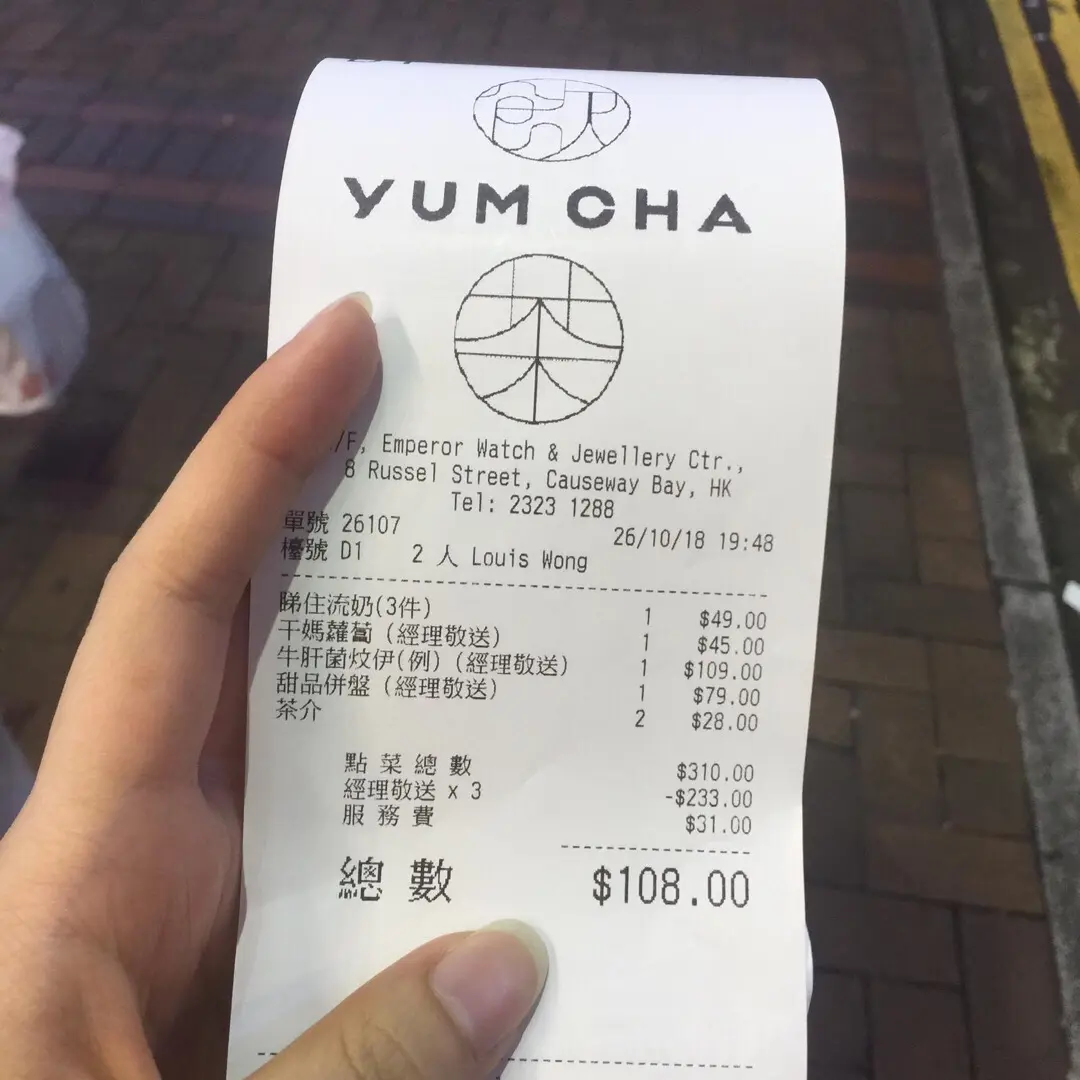 飲
YUM CHA
茶
/F, Emperor Watch & Jewellery Ctr.,
8 Russel Street, Causeway Bay, HK
Tel: 2323 1288
單號 26107 26/10/18 19:48
檯號 D1 2 人 Louis Wong
睇住流奶(3件) 1 $49.00
干媽蘿蔔 (經理敬送) 1 $45.00
牛肝菌炆伊(例) (經理敬送) 1 $109.00
甜品併盤 (經理敬送) 1 $79.00
茶介 2 $28.00
點菜總數 $310.00
經理敬送 x 3 -$233.00
服務費 $31.00
總數 $108.00